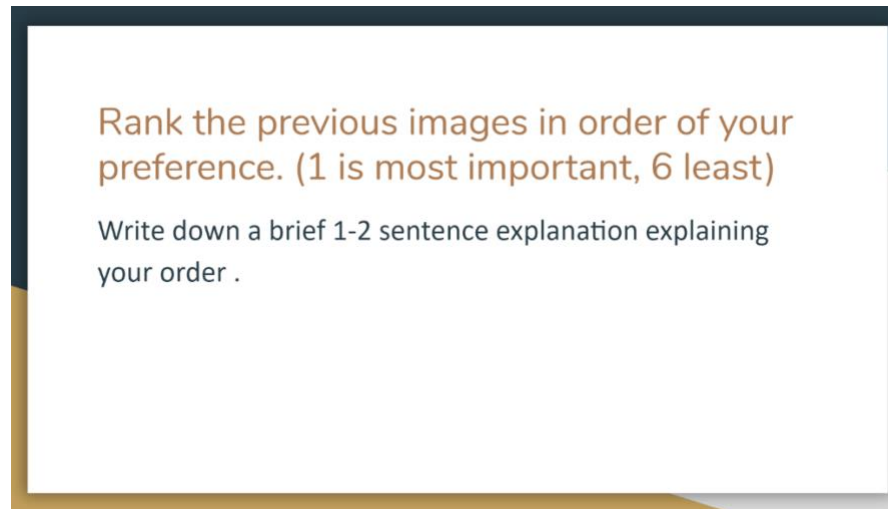 Rank the previous images in order of your
preference. (1 is most important, 6 least)
Write down a brief 1-2 sentence explanation explaining
your order .